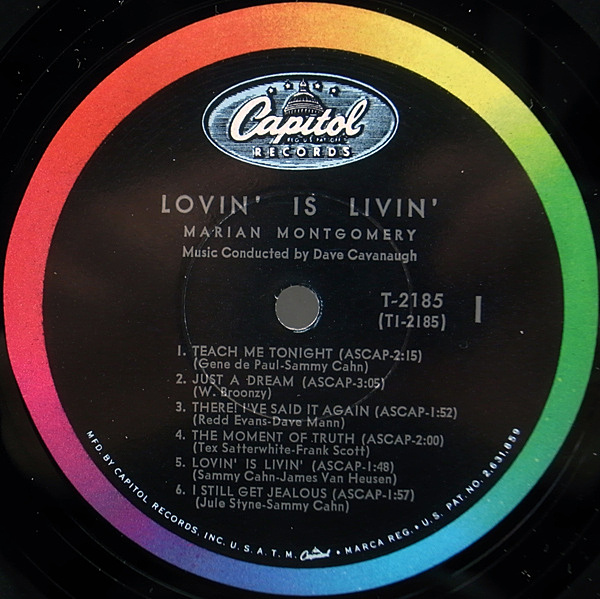 Capitol
REG. U.S. PAT. OFF.
RECORDS
LOVIN' IS LIVIN'
MARIAN MONTGOMERY
Music Conducted by Dave Cavanaugh
T-2185
(T1-2185)
1
1. TEACH ME TONIGHT (ASCAP-2:15)
(Gene de Paul-Sammy Cahn)
2. JUST A DREAM (ASCAP-3:05)
(W. Broonzy)
3. THERE! I'VE SAID IT AGAIN (ASCAP-1:52)
(Redd Evans-Dave Mann)
4. THE MOMENT OF TRUTH (ASCAP-2:00)
(Tex Satterwhite-Frank Scott)
5. LOVIN' IS LIVIN' (ASCAP-1:48)
(Sammy Cahn-James Van Heusen)
6. I STILL GET JEALOUS (ASCAP-1:57)
(Jule Styne-Sammy Cahn)
MFD. BY CAPITOL RECORDS, INC. U. S. A. T. M. Capitol • MARCA REG. • U. S. PAT. NO. 2,631,859